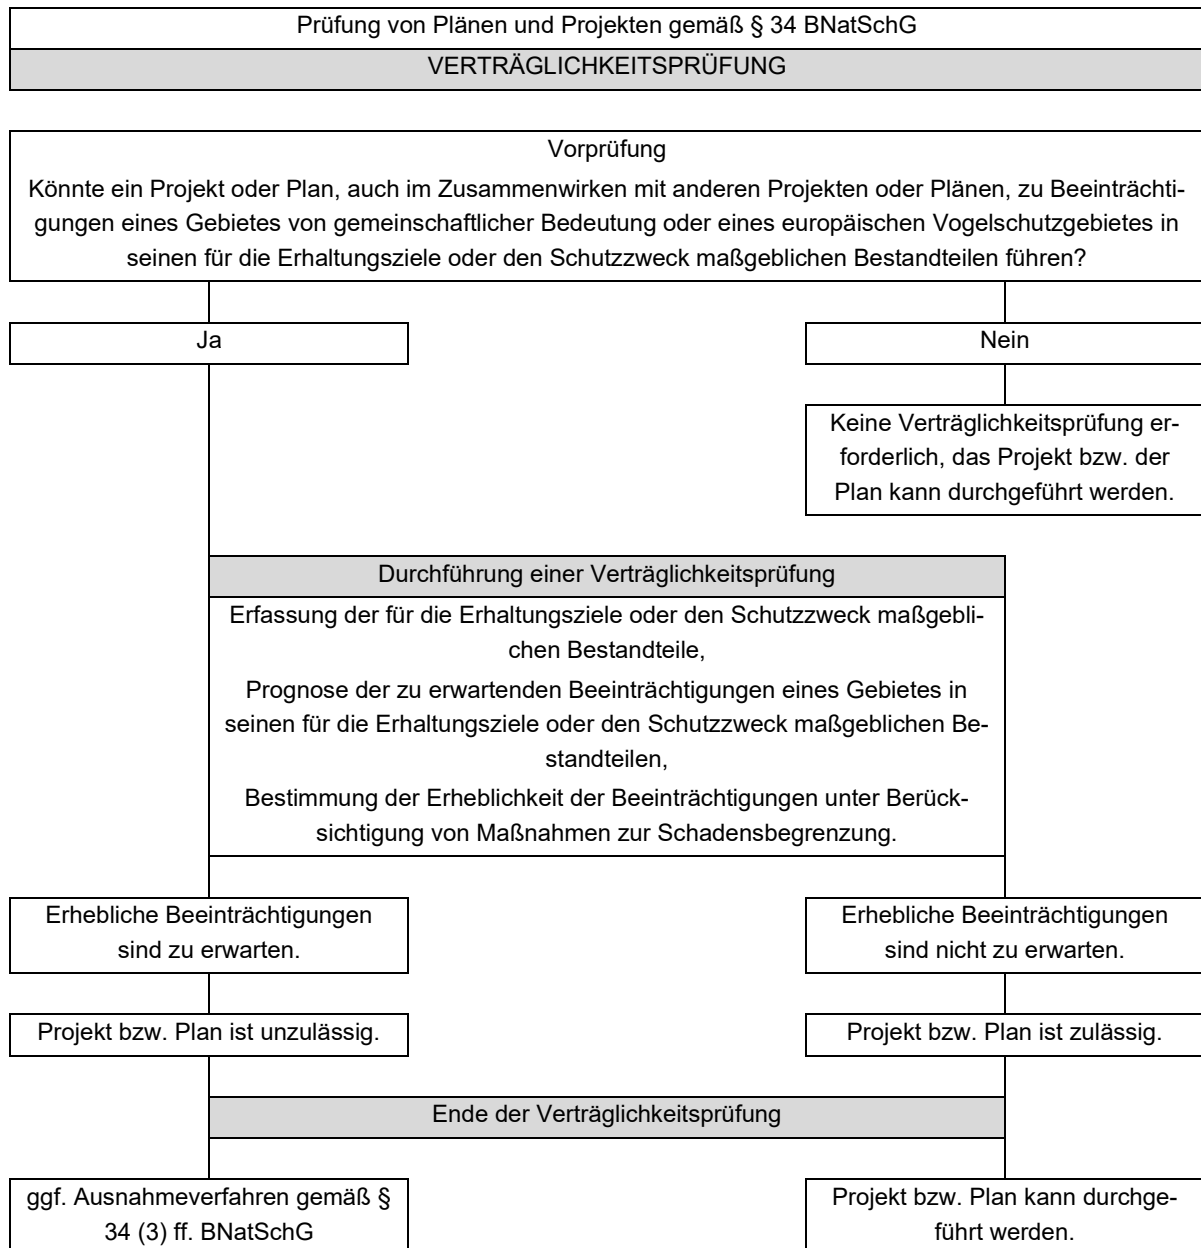 Prüfung von Plänen und Projekten gemäß § 34 BNatSchG
VERTRÄGLICHKEITSPRÜFUNG
Vorprüfung
Könnte ein Projekt oder Plan, auch im Zusammenwirken mit anderen Projekten oder Plänen, zu Beeinträchti-
gungen eines Gebietes von gemeinschaftlicher Bedeutung oder eines europäischen Vogelschutzgebietes in
seinen für die Erhaltungsziele oder den Schutzzweck maßgeblichen Bestandteilen führen?
Ja
Nein
Keine Verträglichkeitsprüfung er-
forderlich, das Projekt bzw. der
Plan kann durchgeführt werden.
Durchführung einer Verträglichkeitsprüfung
Erfassung der für die Erhaltungsziele oder den Schutzzweck maßgebli-
chen Bestandteile,
Prognose der zu erwartenden Beeinträchtigungen eines Gebietes in
seinen für die Erhaltungsziele oder den Schutzzweck maßgeblichen Be-
standteilen,
Bestimmung der Erheblichkeit der Beeinträchtigungen unter Berück-
sichtigung von Maßnahmen zur Schadensbegrenzung.
Erhebliche Beeinträchtigungen
sind zu erwarten.
Erhebliche Beeinträchtigungen
sind nicht zu erwarten.
Projekt bzw. Plan ist unzulässig.
Projekt bzw. Plan ist zulässig.
Ende der Verträglichkeitsprüfung
ggf. Ausnahmeverfahren gemäß §
34 (3) ff. BNatSchG
Projekt bzw. Plan kann durchge-
führt werden.